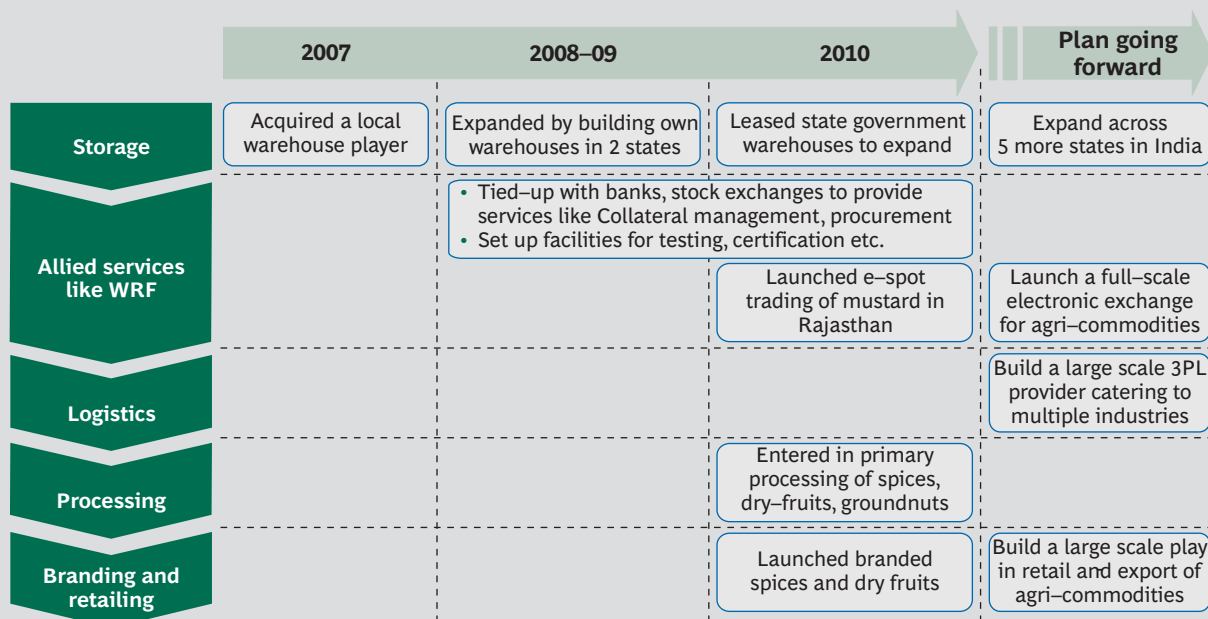 2007
2008–09
2010
Plan going
forward
Storage
Acquired a local
warehouse player
Expanded by building own
warehouses in 2 states
Leased state government
warehouses to expand
Expand across
5 more states in India
Allied services
like WRF
• Tied–up with banks, stock exchanges to provide
services like Collateral management, procurement
• Set up facilities for testing, certification etc.
Launched e–spot
trading of mustard in
Rajasthan
Launch a full–scale
electronic exchange
for agri–commodities
Logistics
Build a large scale 3PL
provider catering to
multiple industries
Processing
Entered in primary
processing of spices,
dry–fruits, groundnuts
Branding and
retailing
Launched branded
spices and dry fruits
Build a large scale play
in retail and export of
agri–commodities